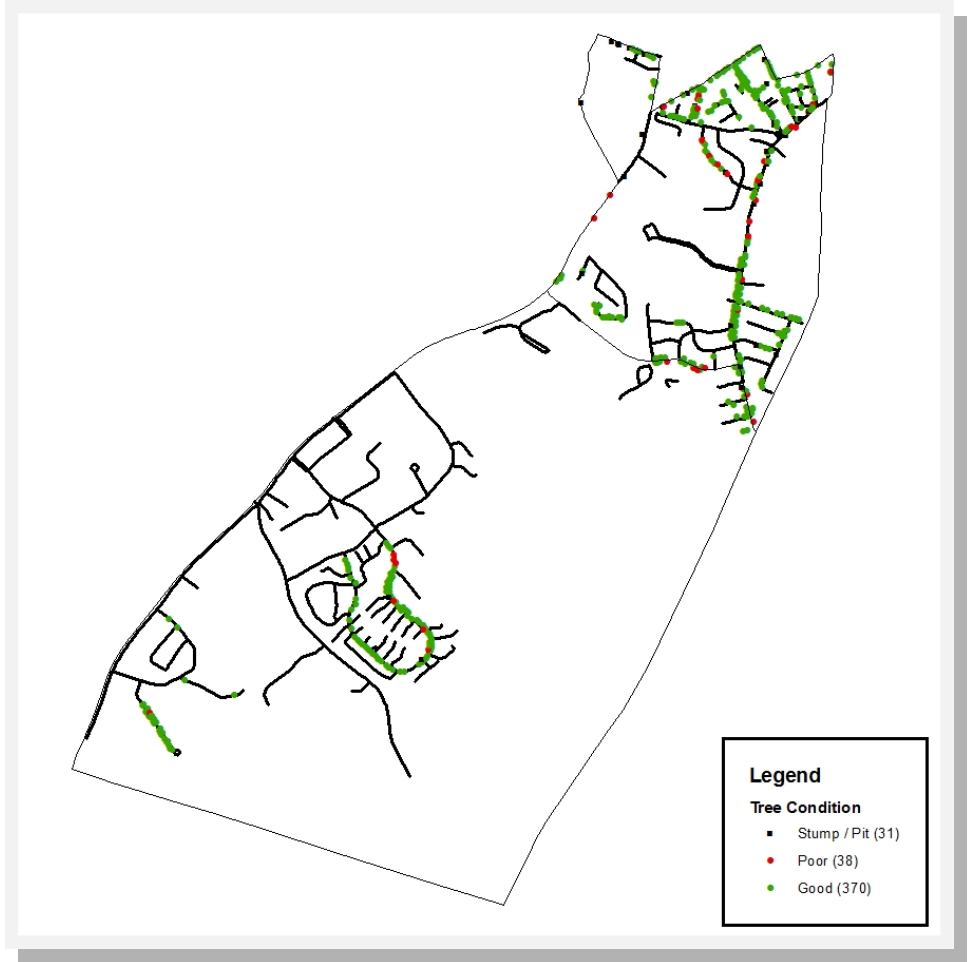 Legend
Tree Condition
Stump / Pit (31)
Poor (38)
Good (370)